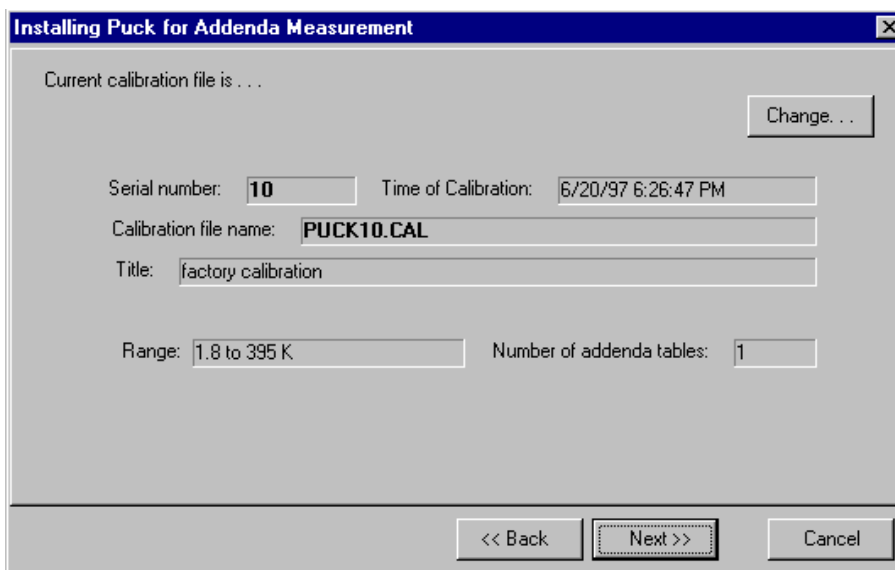 Installing Puck for Addenda Measurement
Current calibration file is . . .
Change. . .
Serial number: 10 Time of Calibration: 6/20/97 6:26:47 PM
Calibration file name: PUCK10.CAL
Title: factory calibration
Range: 1.8 to 395 K Number of addenda tables: 1
<< Back Next >> Cancel